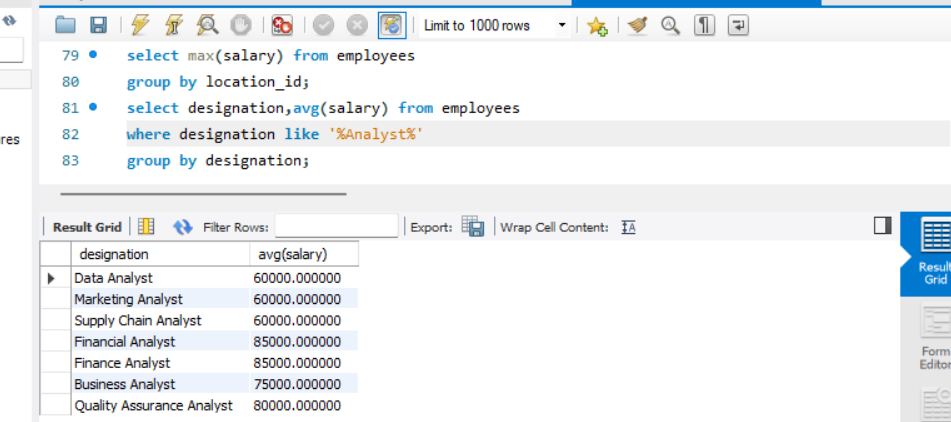 Limit to 1000 rows
79 select max(salary) from employees
80 group by location_id;
81 select designation,avg(salary) from employees
82 where designation like '%Analyst%'
83 group by designation;
res
Result Grid Filter Rows: Export: Wrap Cell Content: IA
designation avg(salary)
Data Analyst 60000.000000
Marketing Analyst 60000.000000
Supply Chain Analyst 60000.000000
Financial Analyst 85000.000000
Finance Analyst 85000.000000
Business Analyst 75000.000000
Quality Assurance Analyst 80000.000000
Result
Grid
Form
Editor